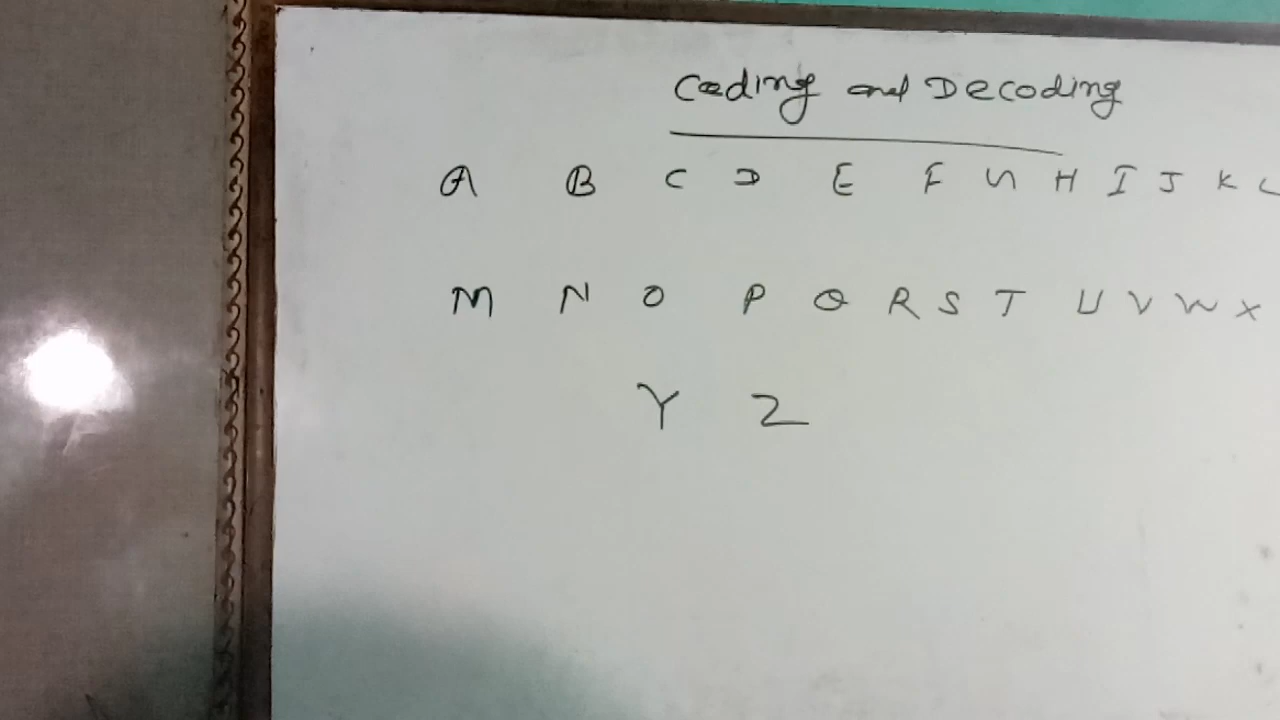 Coding and Decoding
A B C D E F G H I J K L
M N O P Q R S T U V W X
Y Z